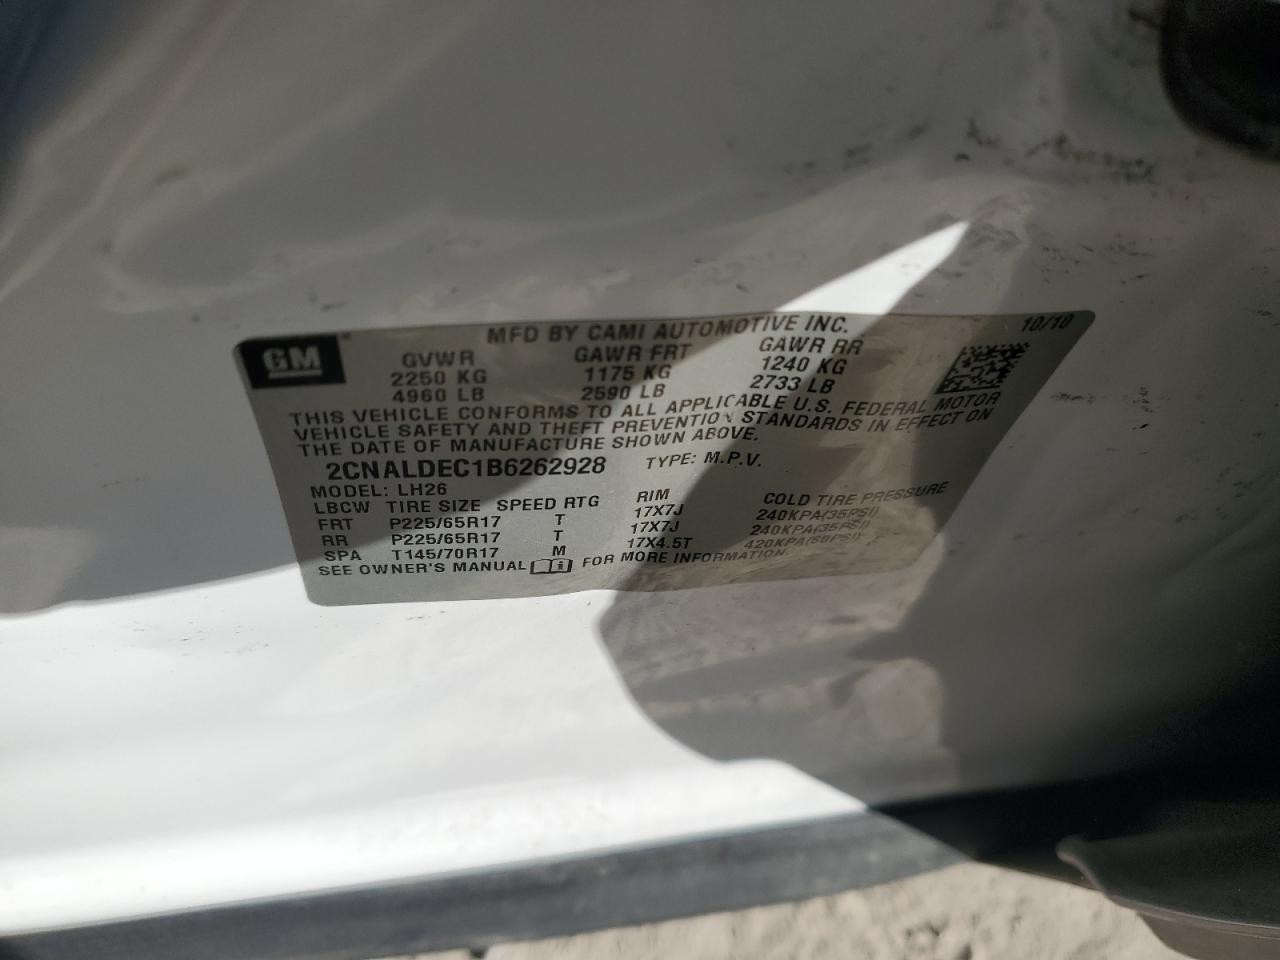 GM
MFD BY CAMI AUTOMOTIVE INC. 10/10
GVWR GAWR FRT GAWR RR
2250 KG 1175 KG 1240 KG
4960 LB 2590 LB 2733 LB
THIS VEHICLE CONFORMS TO ALL APPLICABLE U.S. FEDERAL MOTOR
VEHICLE SAFETY AND THEFT PREVENTION STANDARDS IN EFFECT ON
THE DATE OF MANUFACTURE SHOWN ABOVE.
2CNALDEC1B6262928 TYPE: M.P.V.
MODEL: LH26
LBCW TIRE SIZE SPEED RTG RIM COLD TIRE PRESSURE
FRT P225/65R17 T 17X7J 240KPA(35PSI)
RR P225/65R17 T 17X7J 240KPA(35PSI)
SPA T145/70R17 M 17X4.5T 420KPA(60PSI)
SEE OWNER'S MANUAL FOR MORE INFORMATION.